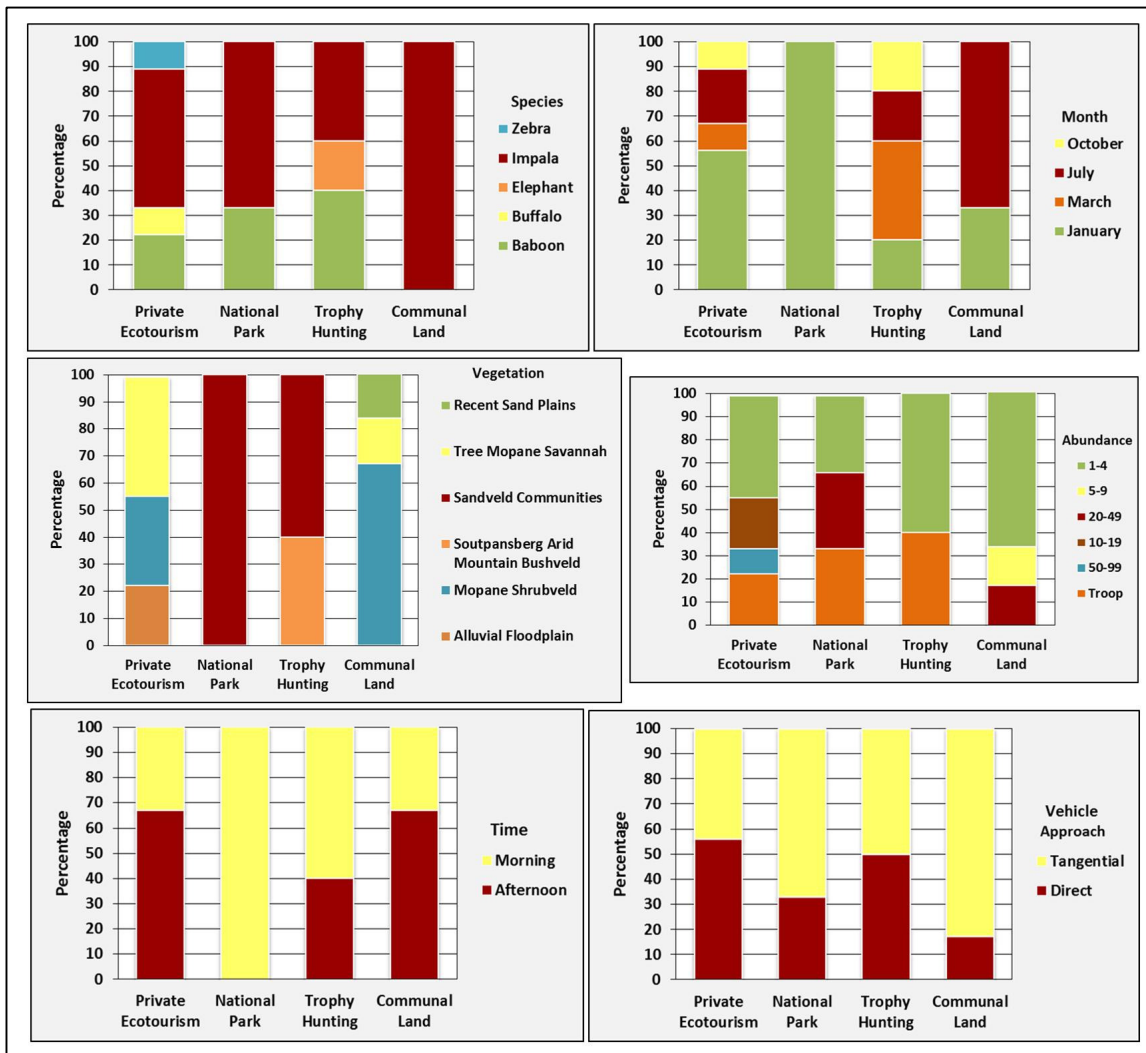 100
90
80
70
60
50
40
30
20
10
0
Percentage
Private Ecotourism
National Park
Trophy Hunting
Communal Land
Species
Zebra
Impala
Elephant
Buffalo
Baboon
100
90
80
70
60
50
40
30
20
10
0
Percentage
Private Ecotourism
National Park
Trophy Hunting
Communal Land
Month
October
July
March
January
100
90
80
70
60
50
40
30
20
10
0
Percentage
Private Ecotourism
National Park
Trophy Hunting
Communal Land
Vegetation
Recent Sand Plains
Tree Mopane Savannah
Sandveld Communities
Soutpansberg Arid
Mountain Bushveld
Mopane Shrubveld
Alluvial Floodplain
100
90
80
70
60
50
40
30
20
10
0
Percentage
Private Ecotourism
National Park
Trophy Hunting
Communal Land
Abundance
1-4
5-9
20-49
10-19
50-99
Troop
100
90
80
70
60
50
40
30
20
10
0
Percentage
Private Ecotourism
National Park
Trophy Hunting
Communal Land
Time
Morning
Afternoon
100
90
80
70
60
50
40
30
20
10
0
Percentage
Private Ecotourism
National Park
Trophy Hunting
Communal Land
Vehicle
Approach
Tangential
Direct